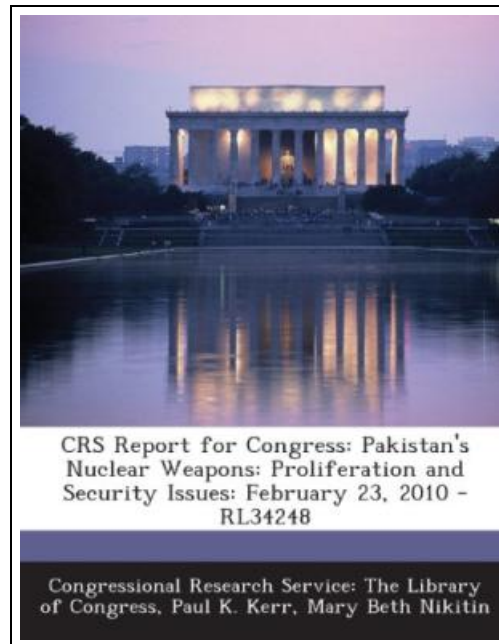 CRS Report for Congress: Pakistan's
Nuclear Weapons: Proliferation and
Security Issues: February 23, 2010 -
RL34248
Congressional Research Service: The Library
of Congress, Paul K. Kerr, Mary Beth Nikitin